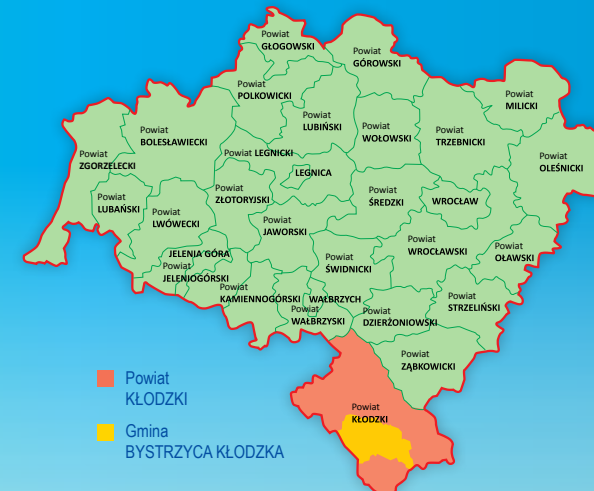 Powiat
GŁOGOWSKI
Powiat
GÓROWSKI
Powiat
POLKOWICKI
Powiat
MILICKI
Powiat
LUBIŃSKI
Powiat
BOLESŁAWIECKI
Powiat
WOŁOWSKI
Powiat
TRZEBNICKI
Powiat
ZGORZELECKI
Powiat LEGNICKI
Powiat
OLEŚNICKI
LEGNICA
Powiat
LUBAŃSKI
Powiat
ZŁOTORYJSKI
Powiat
ŚREDZKI
WROCŁAW
Powiat
LWÓWECKI
Powiat
JAWORSKI
Powiat
WROCŁAWSKI
Powiat
OŁAWSKI
JELENIA GÓRA
Powiat
JELENIOGÓRSKI
Powiat
ŚWIDNICKI
Powiat
KAMIENNOGÓRSKI
WAŁBRZYCH
Powiat
WAŁBRZYSKI
Powiat
DZIERŻONIOWSKI
Powiat
STRZELIŃSKI
Powiat
ZĄBKOWICKI
Powiat
KŁODZKI
Powiat
KŁODZKI
Gmina
BYSTRZYCA KŁODZKA